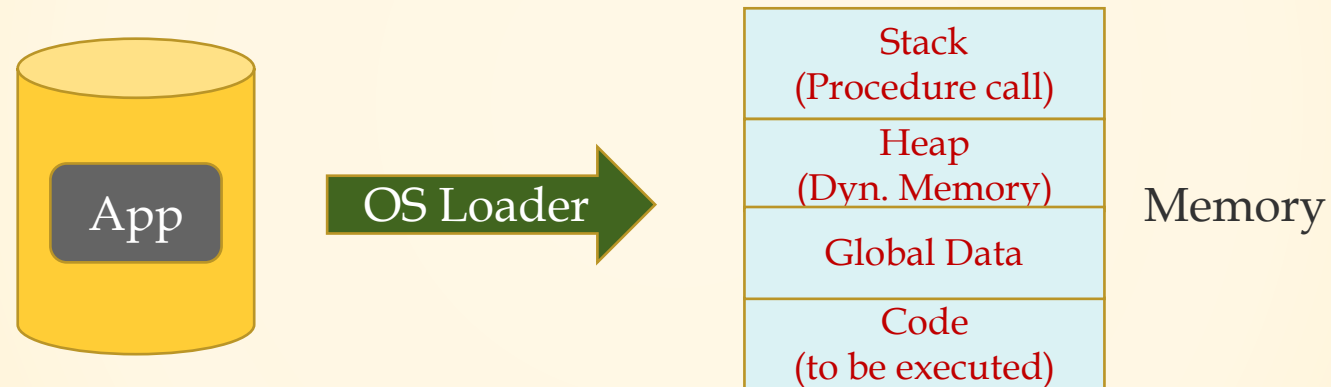 App
OS Loader
Stack
(Procedure call)
Heap
(Dyn. Memory)
Global Data
Code
(to be executed)
Memory